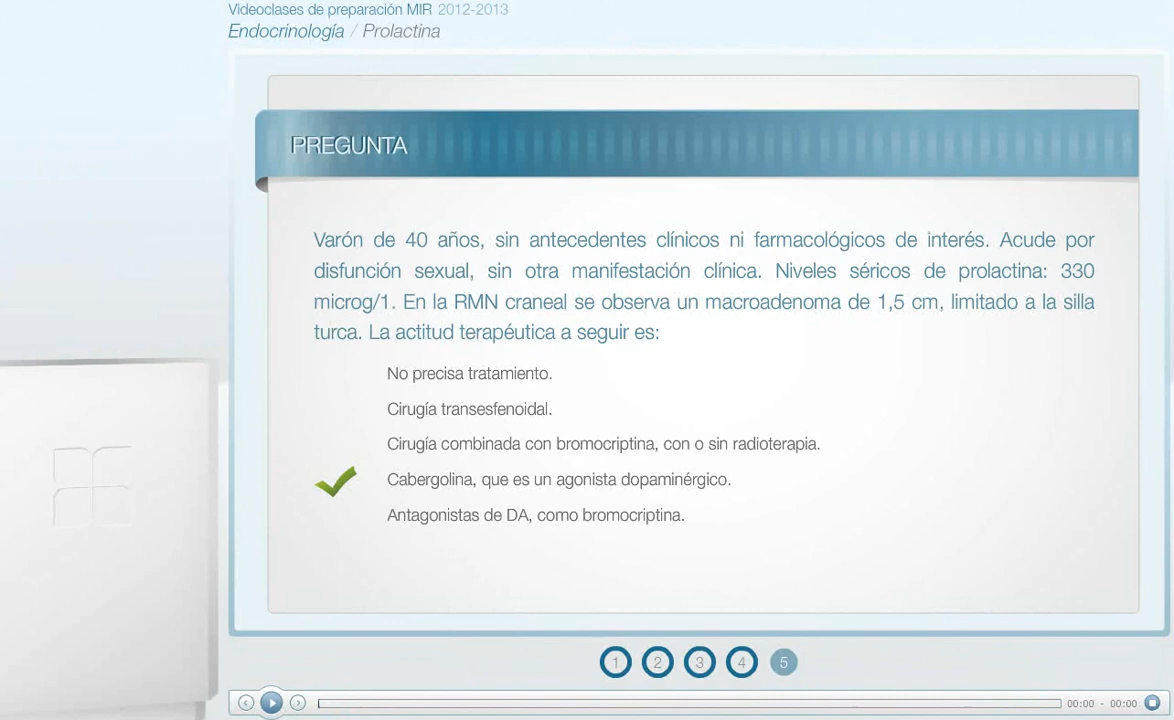 Videoclases de preparación MIR 2012-2013
Endocrinología / Prolactina
PREGUNTA
Varón de 40 años, sin antecedentes clínicos ni farmacológicos de interés. Acude por
disfunción sexual, sin otra manifestación clínica. Niveles séricos de prolactina: 330
microg/1. En la RMN craneal se observa un macroadenoma de 1,5 cm, limitado a la silla
turca. La actitud terapéutica a seguir es:
No precisa tratamiento.
Cirugía transesfenoidal.
Cirugía combinada con bromocriptina, con o sin radioterapia.
Cabergolina, que es un agonista dopaminérgico.
Antagonistas de DA, como bromocriptina.
1 2 3 4 5
00:00 - 00:00